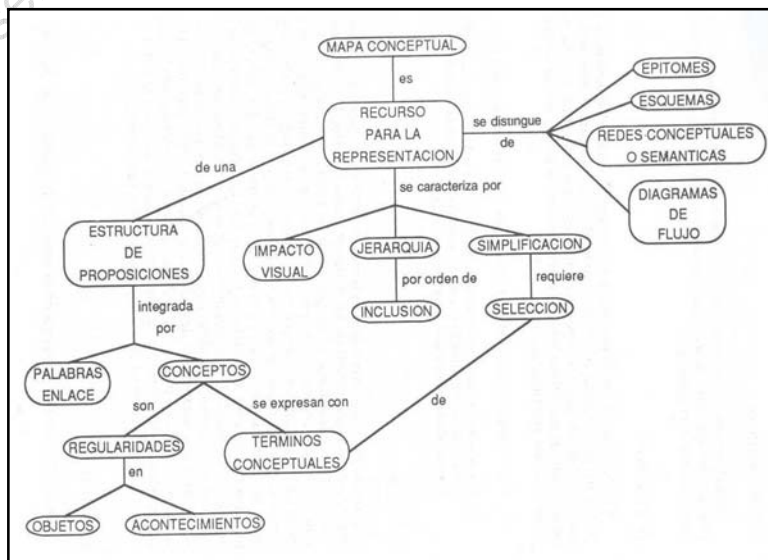 MAPA CONCEPTUAL
es
RECURSO
PARA LA
REPRESENTACION
se distingue
de
EPITOMES
ESQUEMAS
REDES CONCEPTUALES
O SEMANTICAS
DIAGRAMAS
DE
FLUJO
de una
se caracteriza por
ESTRUCTURA
DE
PROPOSICIONES
IMPACTO
VISUAL
JERARQUIA
SIMPLIFICACION
por orden de
requiere
INCLUSION
SELECCION
integrada
por
PALABRAS
ENLACE
CONCEPTOS
son
se expresan con
de
REGULARIDADES
TERMINOS
CONCEPTUALES
en
OBJETOS
ACONTECIMIENTOS